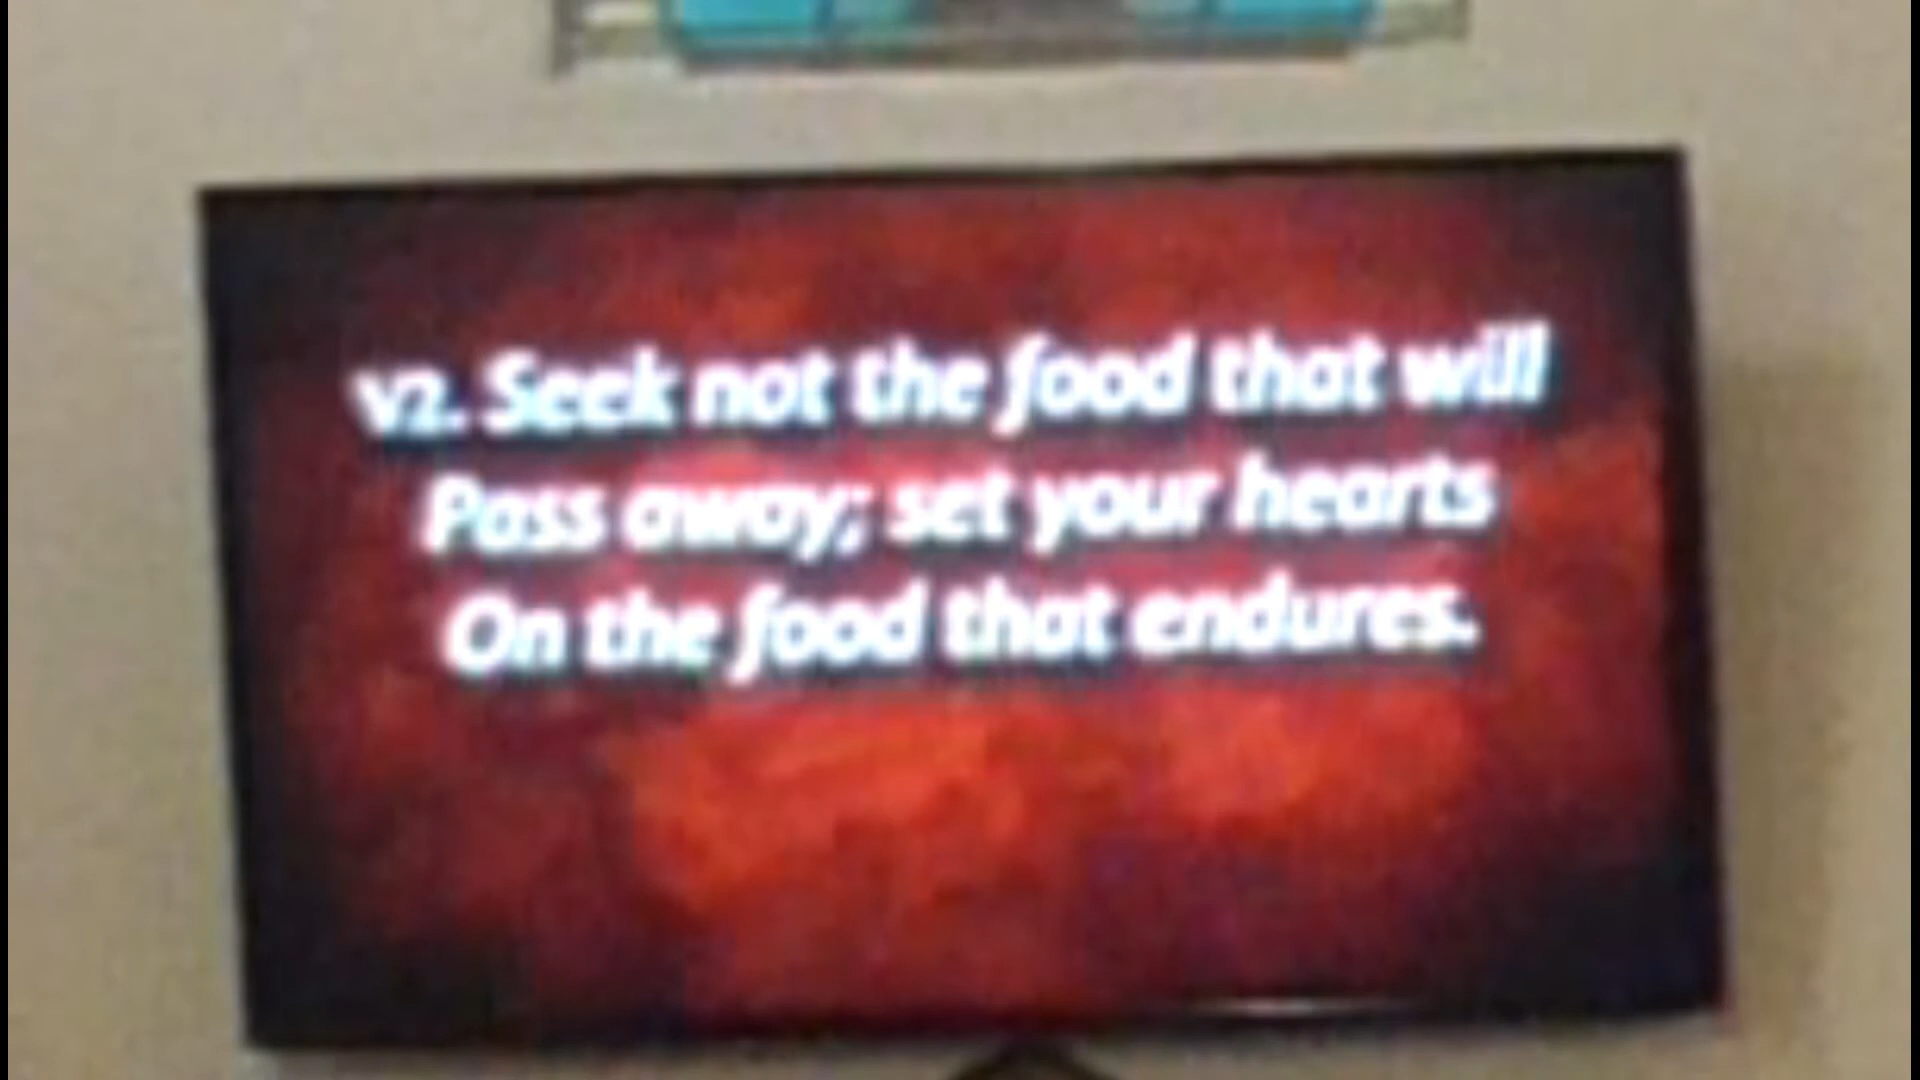 V2. Seek not the food that will
Pass away; set your hearts
On the food that endures.